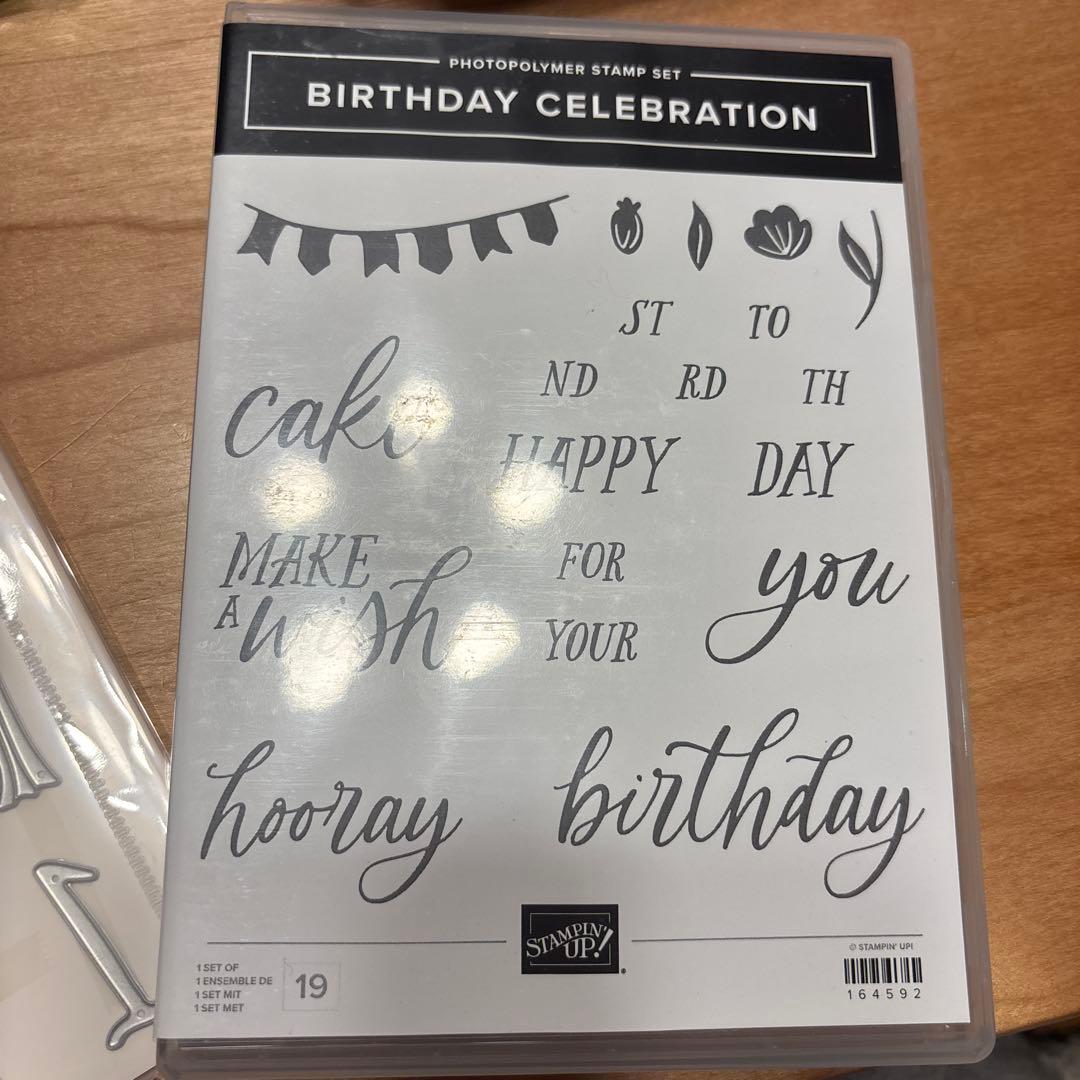 PHOTOPOLYMER STAMP SET
BIRTHDAY CELEBRATION
ST TO
ND RD TH
cake
HAPPY DAY
MAKE
A wish
FOR
YOUR
you
hooray
birthday
STAMPIN'
UP!
© STAMPIN' UP!
1 SET OF
1 ENSEMBLE DE
1 SET MIT
1 SET MET
19
164592
1